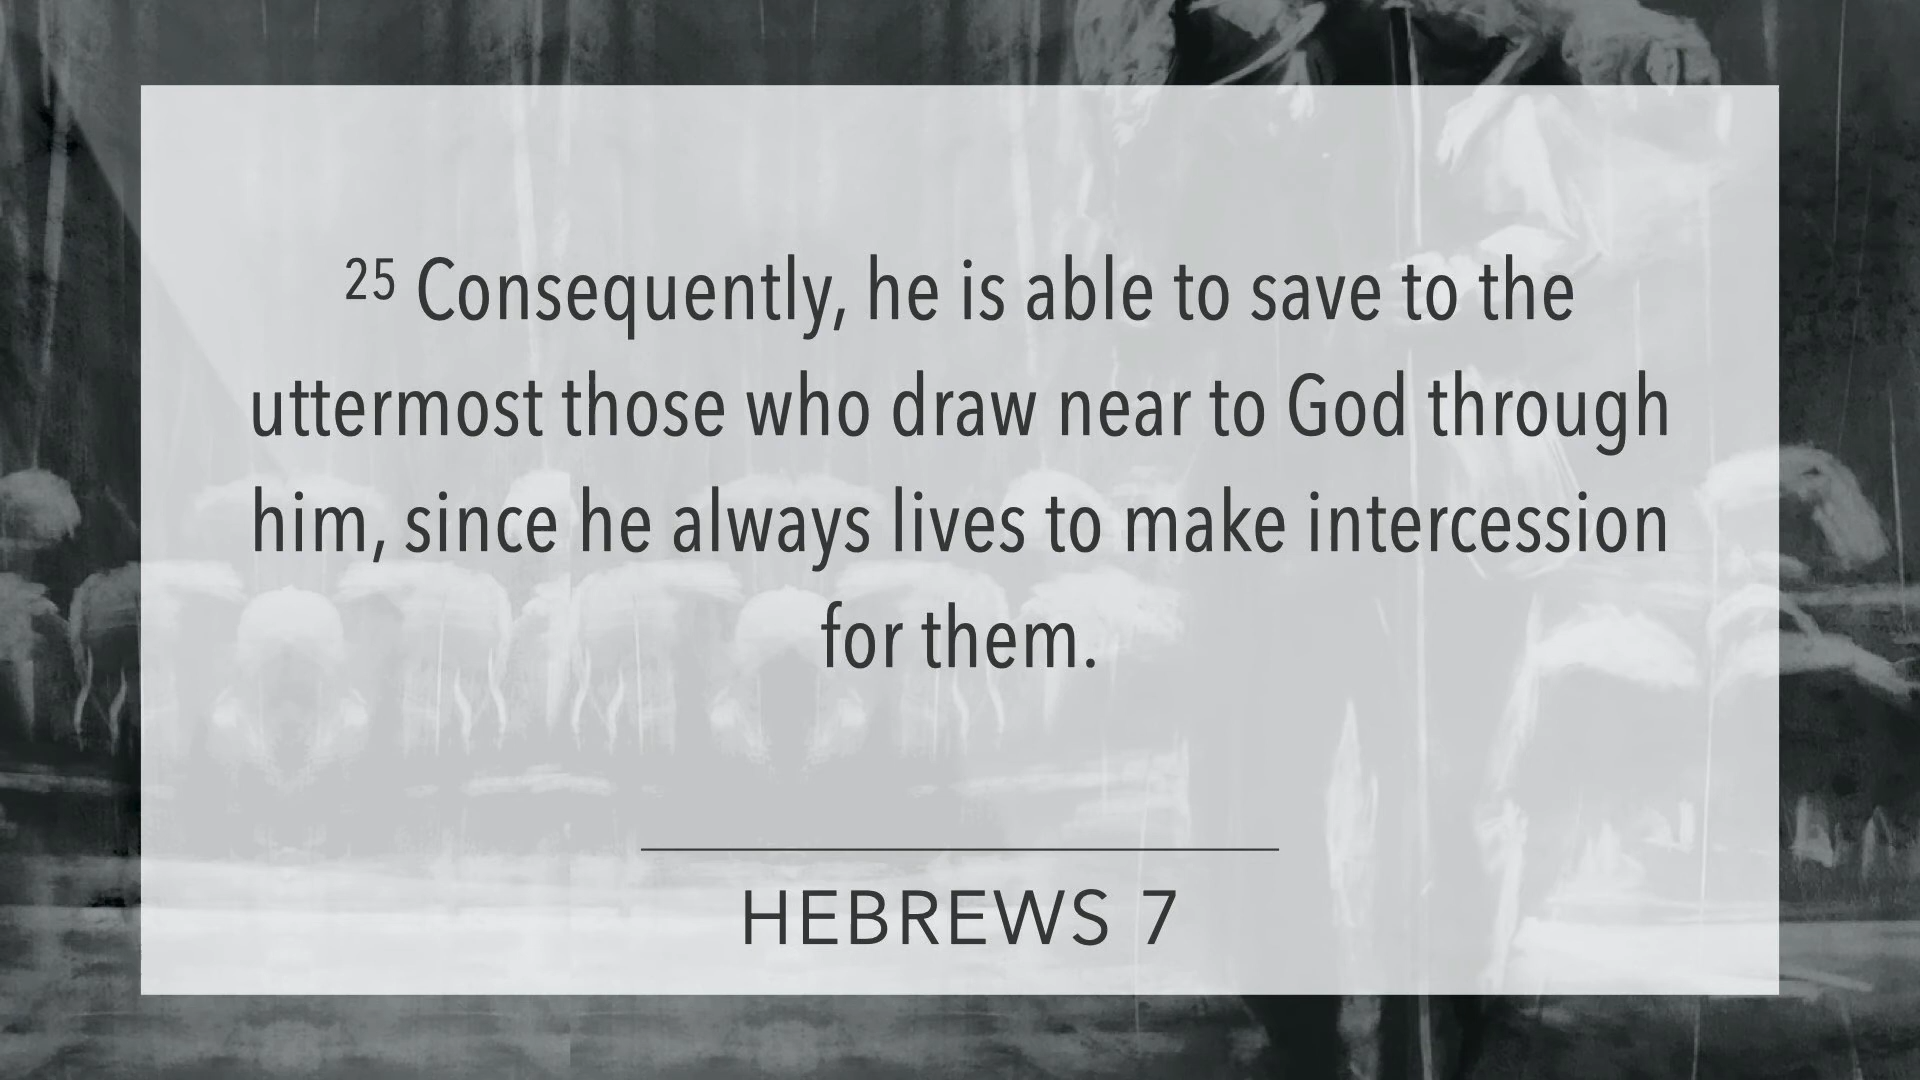 25 Consequently, he is able to save to the
uttermost those who draw near to God through
him, since he always lives to make intercession
for them.
HEBREWS 7